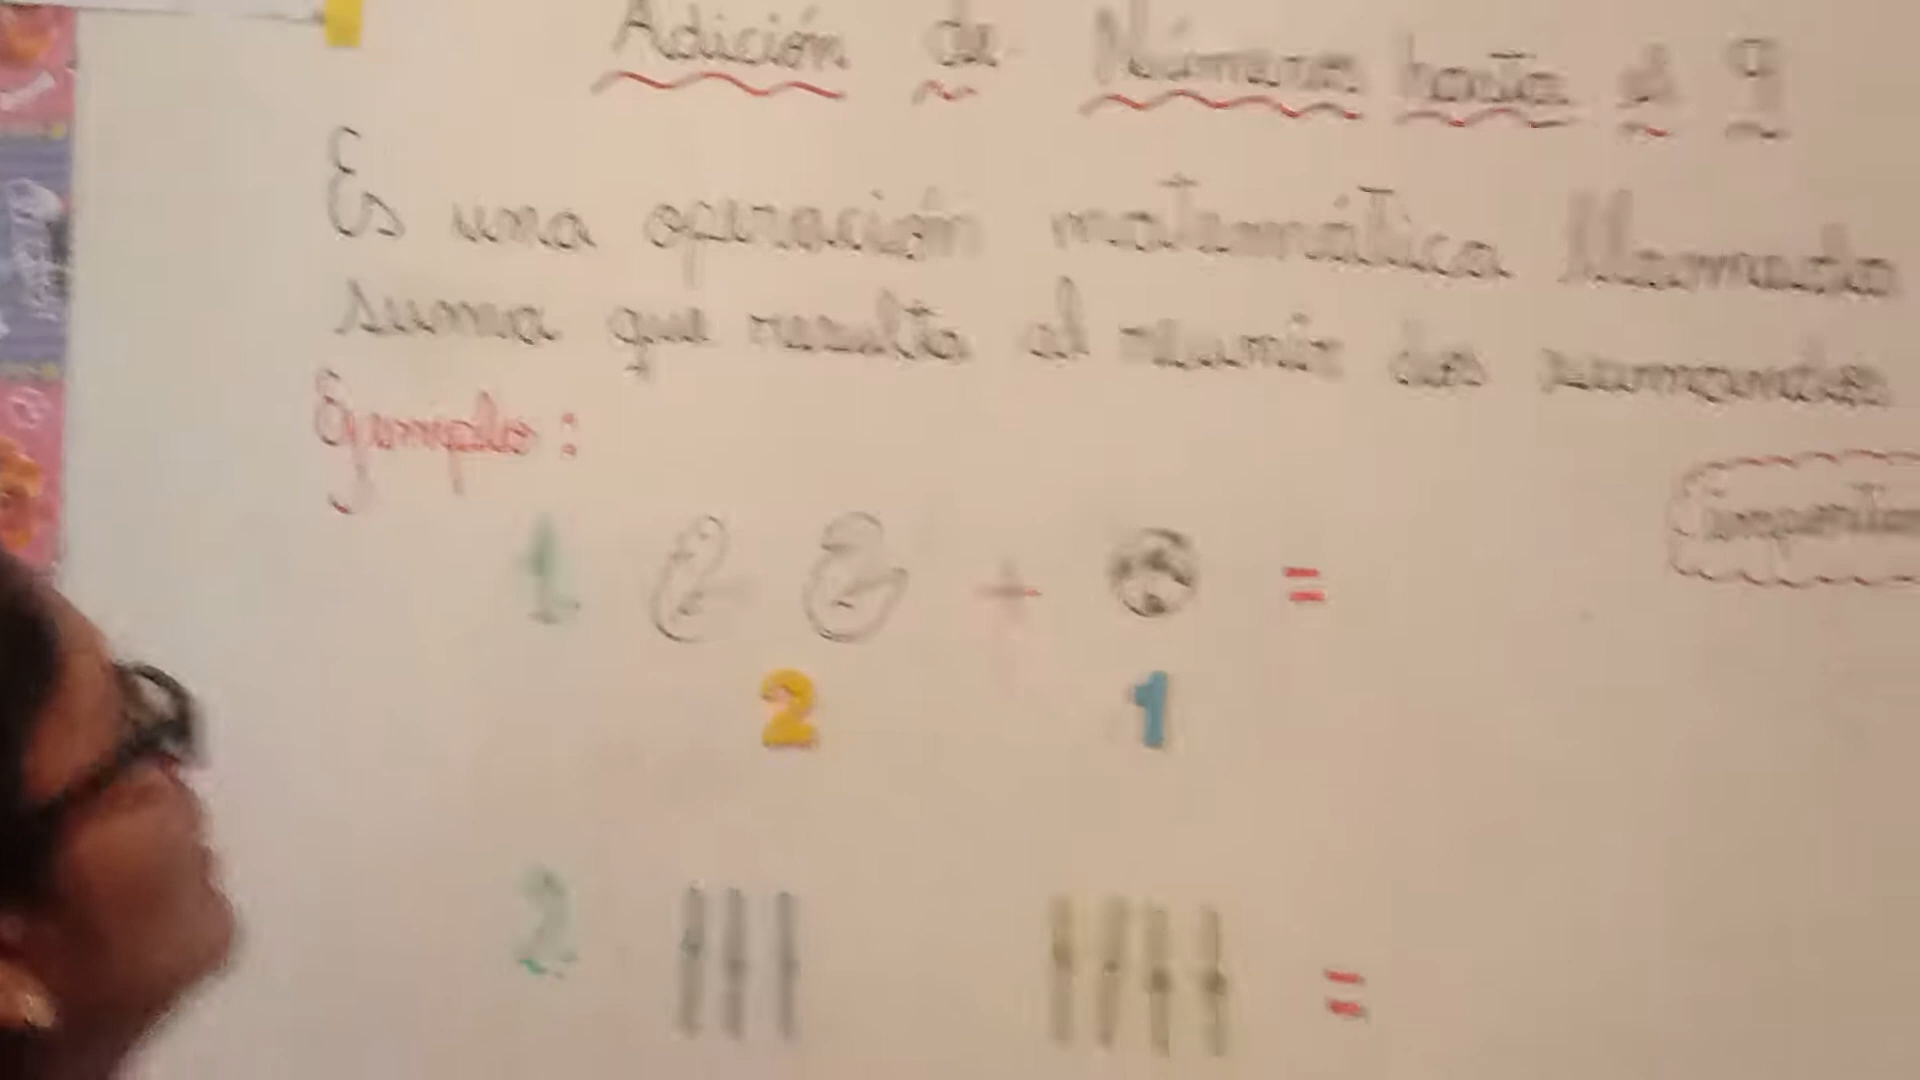 Adición de Números hasta el 9
Es una operación matemática llamada
suma que resulta al reunir dos sumandos
Ejemplo:
1 + =
2 1
2 =